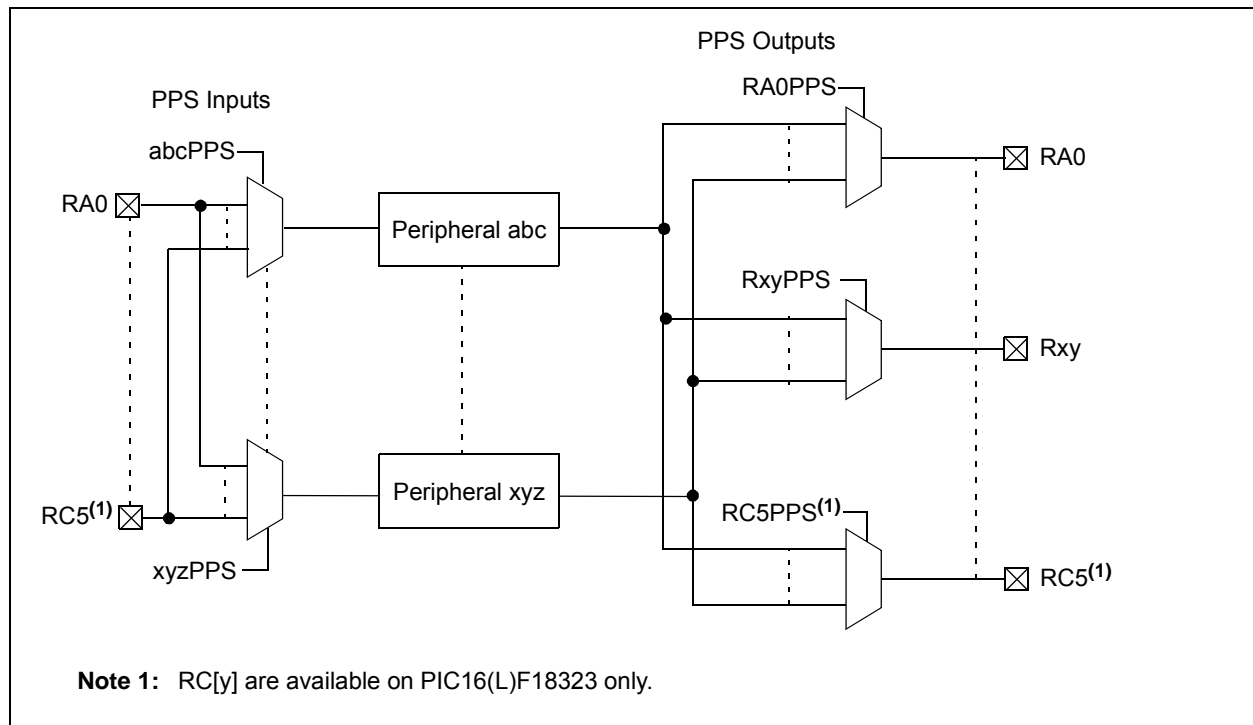 PPS Outputs
RA0PPS
PPS Inputs
abcPPS
RA0
Peripheral abc
RA0
RxyPPS
Rxy
RC5(1)
Peripheral xyz
RC5PPS(1)
xyzPPS
RC5(1)
Note 1: RC[y] are available on PIC16(L)F18323 only.